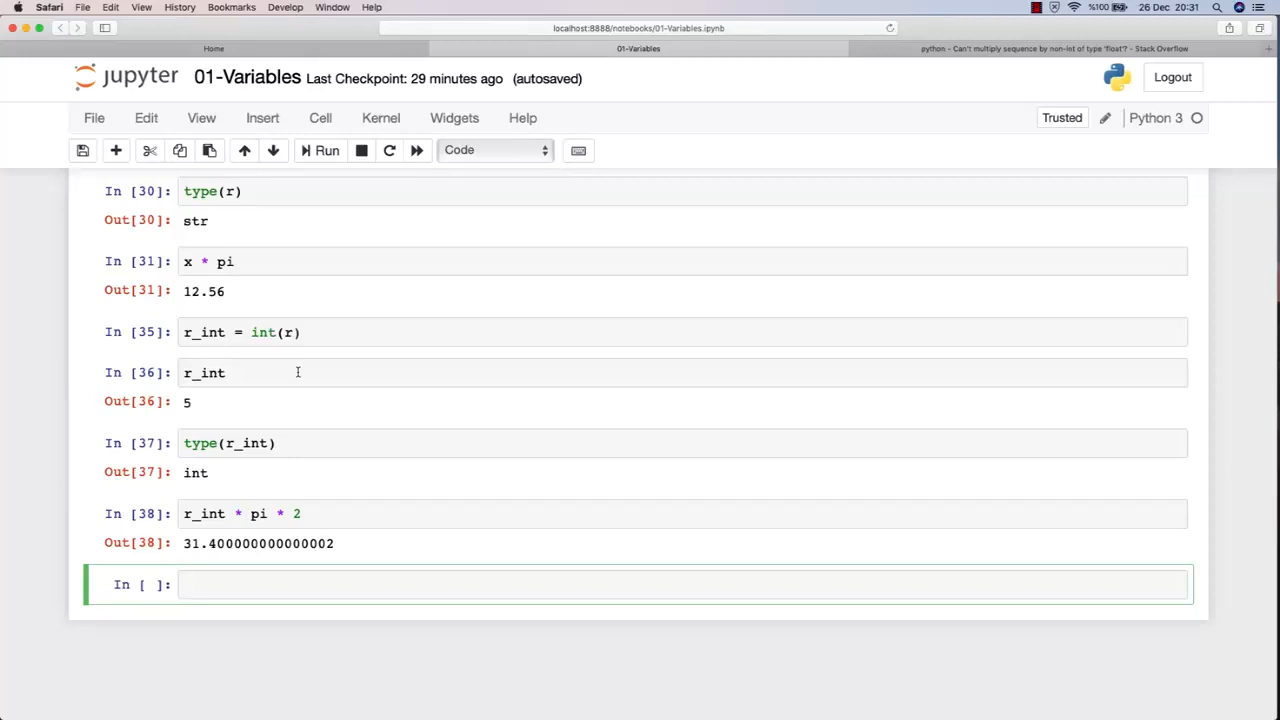 Safari File Edit View History Bookmarks Develop Window Help %100 26 Dec 20:31
localhost:8888/notebooks/01-Variables.ipynb
Home 01-Variables python - Can't multiply sequence by non-int of type 'float'? - Stack Overflow
jupyter 01-Variables Last Checkpoint: 29 minutes ago (autosaved) Logout
File Edit View Insert Cell Kernel Widgets Help Trusted Python 3
Run Code
In [30]: type(r)
Out[30]: str
In [31]: x * pi
Out[31]: 12.56
In [35]: r_int = int(r)
In [36]: r_int
Out[36]: 5
In [37]: type(r_int)
Out[37]: int
In [38]: r_int * pi * 2
Out[38]: 31.400000000000002
In [ ]: